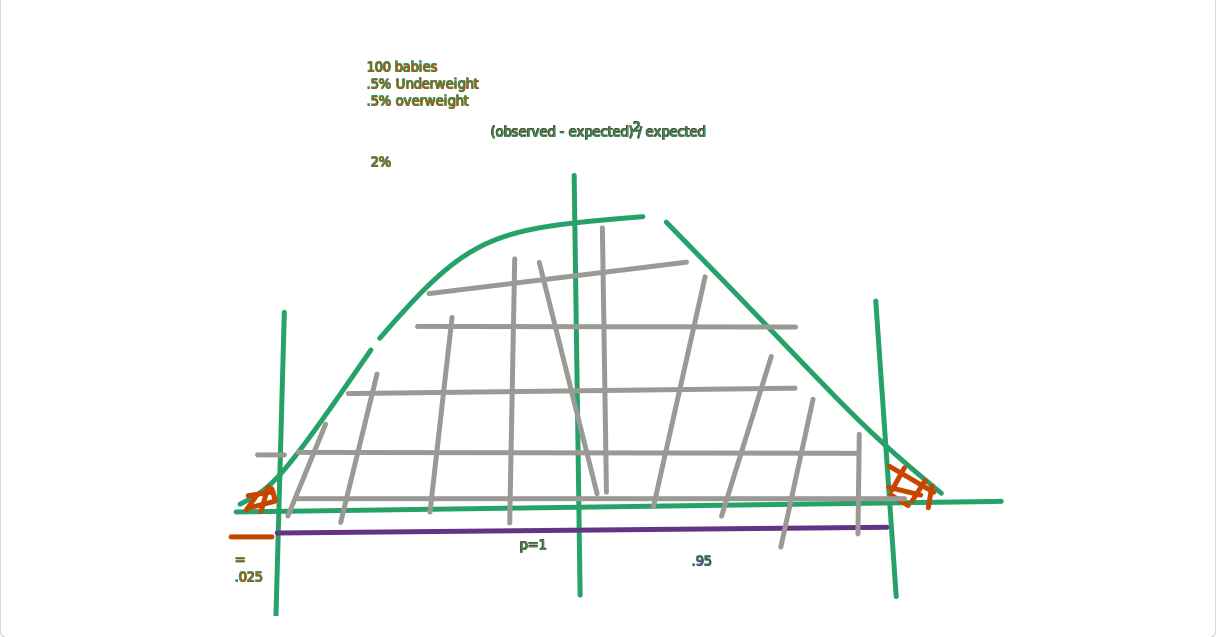 100 babies
.5% Underweight
.5% overweight
(observed - expected)²/ expected
2%
p=1
.95
=
.025